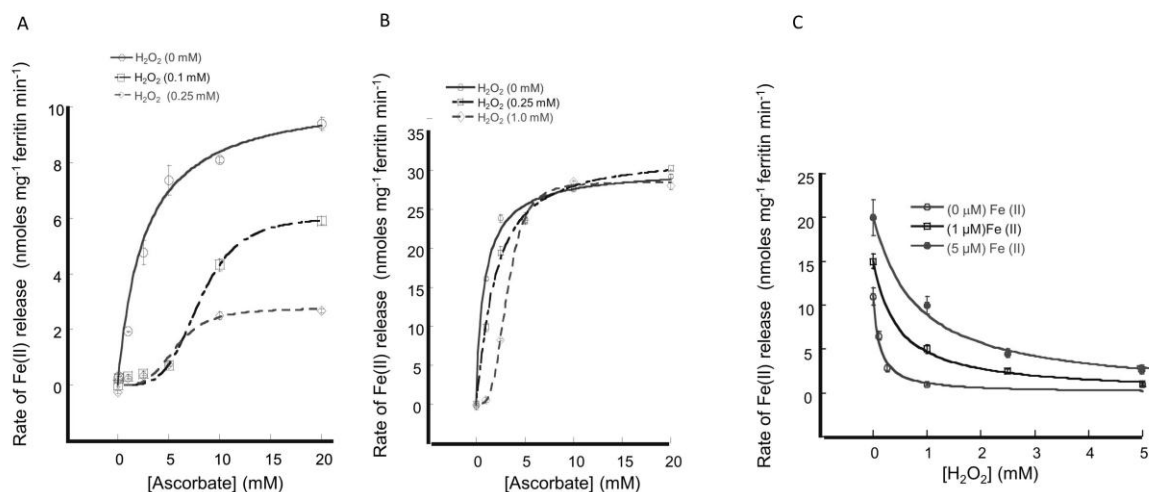 A
H₂O₂ (0 mM)
H₂O₂ (0.1 mM)
H₂O₂ (0.25 mM)
Rate of Fe(II) release (nmoles mg⁻¹ ferritin min⁻¹)
10
8
6
4
2
0
0 5 10 15 20
[Ascorbate] (mM)
B
H₂O₂ (0 mM)
H₂O₂ (0.25 mM)
H₂O₂ (1.0 mM)
Rate of Fe(II) release (nmoles mg⁻¹ ferritin min⁻¹)
35
30
25
20
15
10
5
0
0 5 10 15 20
[Ascorbate] (mM)
C
(0 μM) Fe (II)
(1 μM)Fe (II)
(5 μM) Fe (II)
Rate of Fe(II) release (nmoles mg⁻¹ ferritin min⁻¹)
25
20
15
10
5
0
0 1 2 3 4 5
[H₂O₂] (mM)